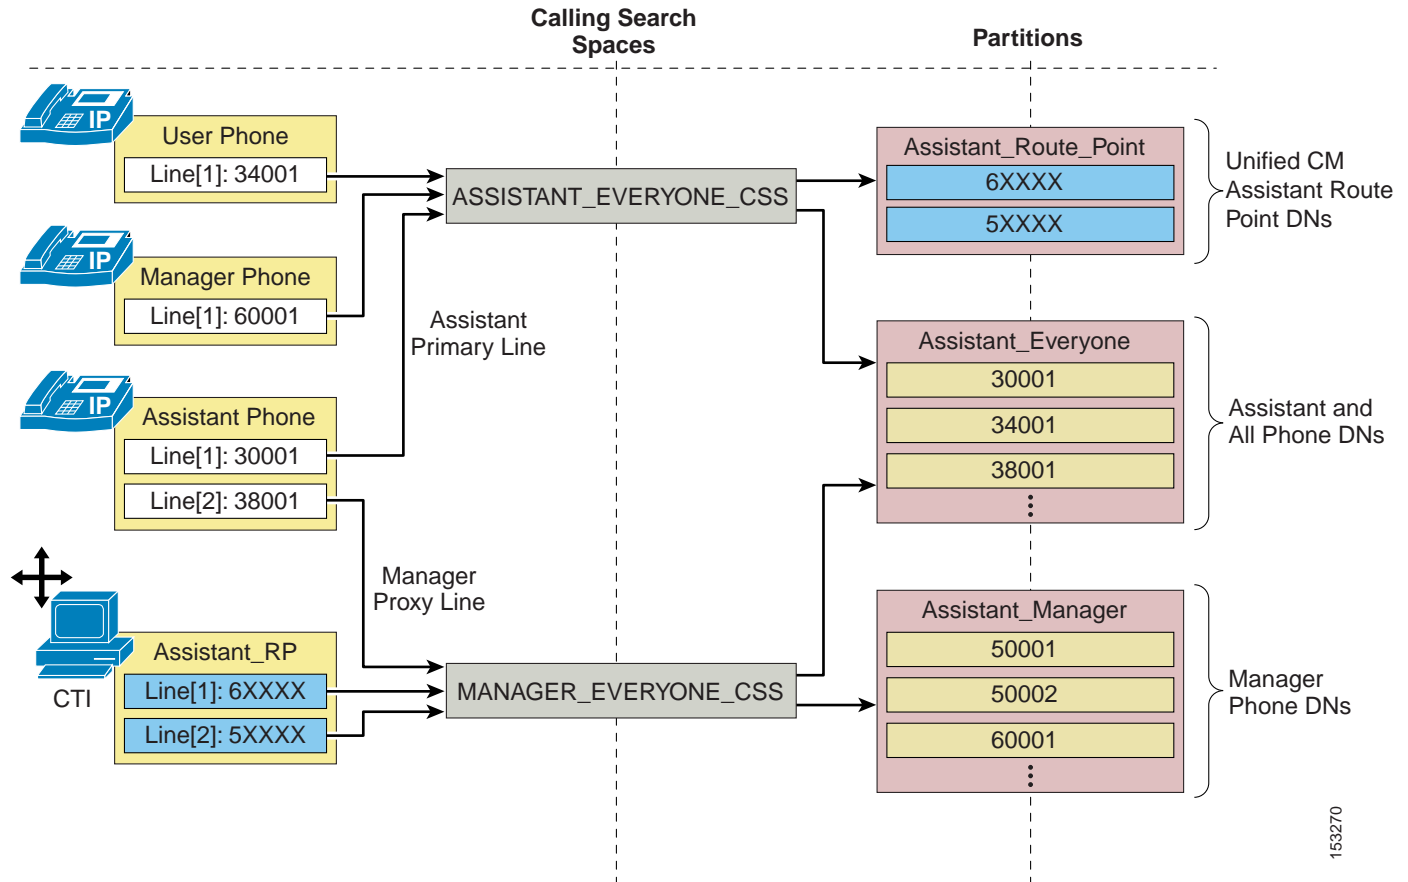 Calling Search
Spaces
Partitions
IP
User Phone
Line[1]: 34001
IP
Manager Phone
Line[1]: 60001
IP
Assistant Phone
Line[1]: 30001
Line[2]: 38001
CTI
Assistant_RP
Line[1]: 6XXXX
Line[2]: 5XXXX
Assistant
Primary Line
Manager
Proxy Line
ASSISTANT_EVERYONE_CSS
MANAGER_EVERYONE_CSS
Assistant_Route_Point
6XXXX
5XXXX
Unified CM
Assistant Route
Point DNs
Assistant_Everyone
30001
34001
38001
Assistant and
All Phone DNs
Assistant_Manager
50001
50002
60001
Manager
Phone DNs
153270